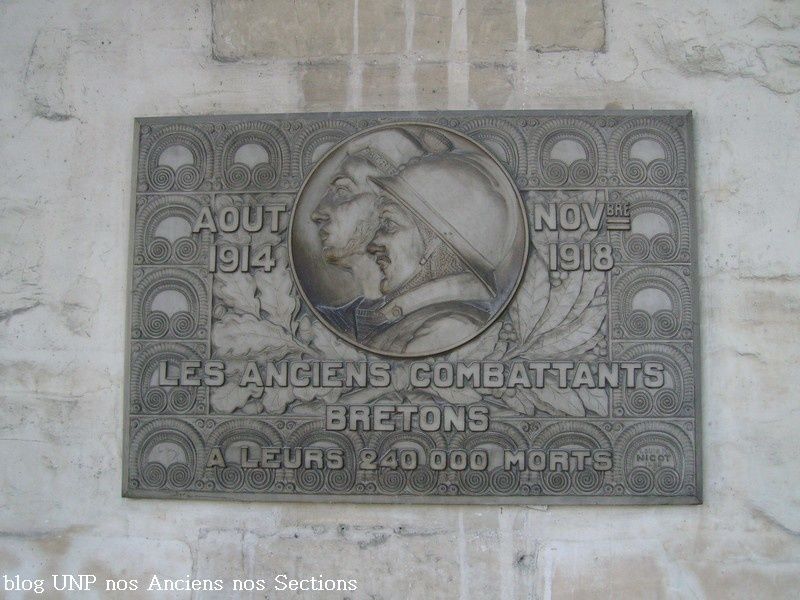 AOUT
1914
NOVBRE
1918
LES ANCIENS COMBATTANTS
BRETONS
A LEURS 240 000 MORTS
NICOT
blog UNP nos Anciens nos Sections